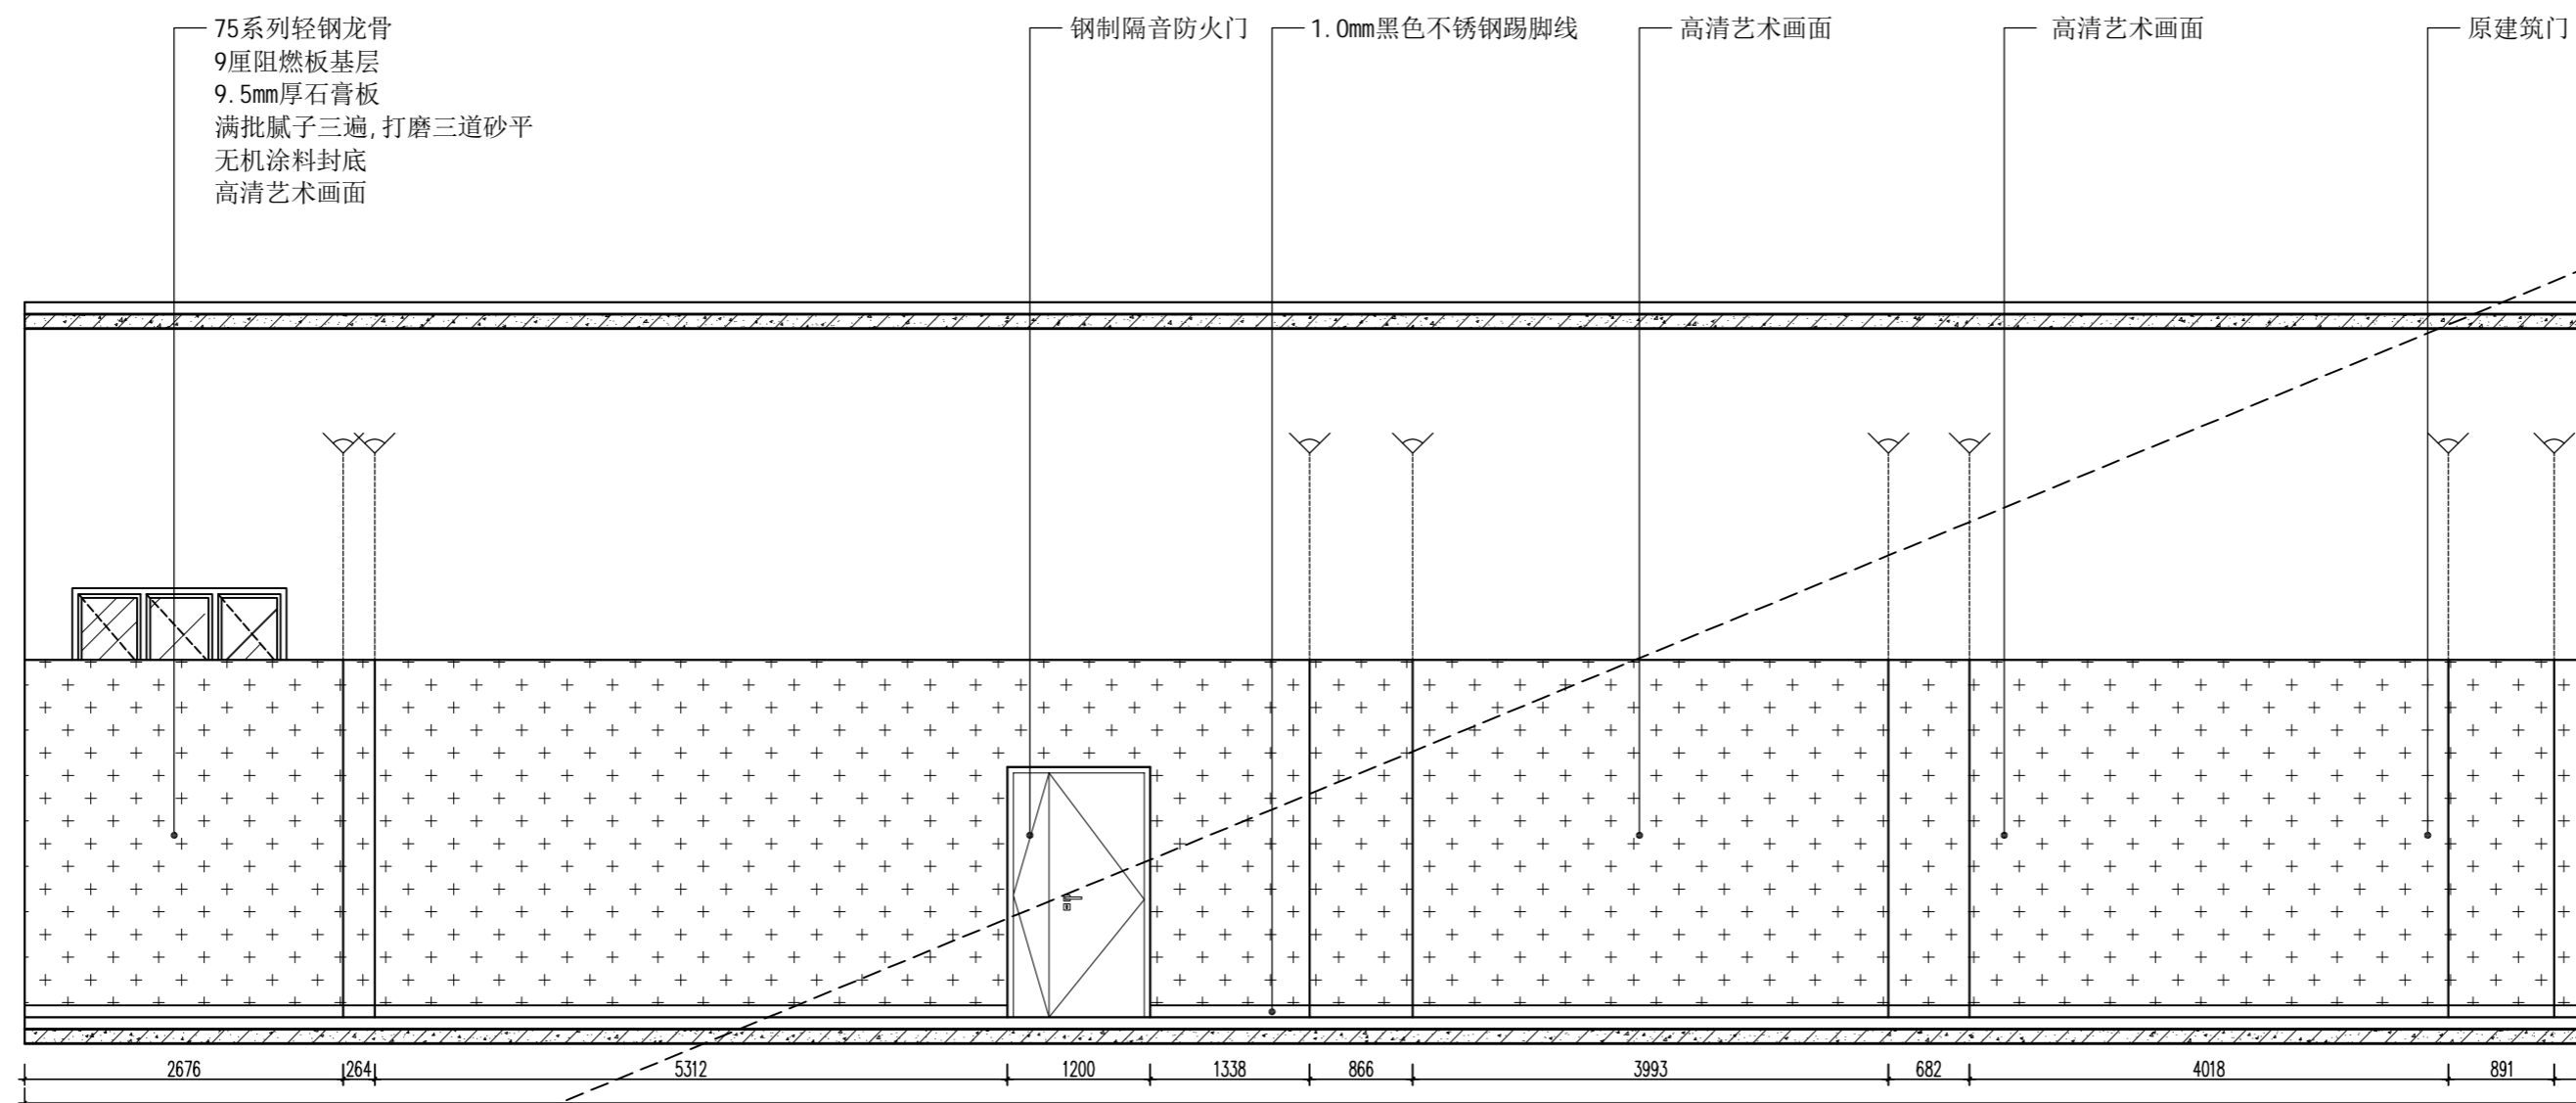 75系列轻钢龙骨
9厘阻燃板基层
9.5mm厚石膏板
满批腻子三遍,打磨三道砂平
无机涂料封底
高清艺术画面
钢制隔音防火门
1.0mm黑色不锈钢踢脚线
高清艺术画面
高清艺术画面
原建筑门
2676
264
5312
1200
1338
866
3993
682
4018
891